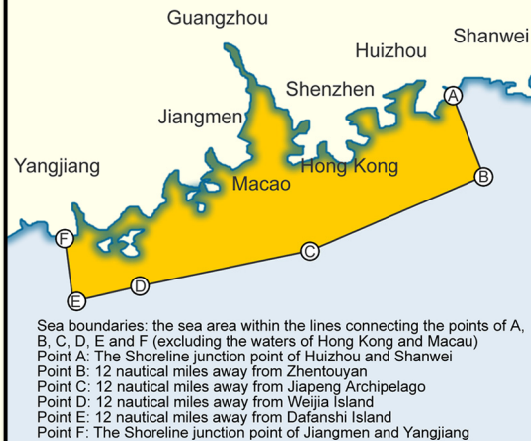 Guangzhou
Shanwei
Huizhou
Shenzhen
Jiangmen
Yangjiang
Hong Kong
Macao
A
B
C
D
E
F
Sea boundaries: the sea area within the lines connecting the points of A,
B, C, D, E and F (excluding the waters of Hong Kong and Macau)
Point A: The Shoreline junction point of Huizhou and Shanwei
Point B: 12 nautical miles away from Zhentouyan
Point C: 12 nautical miles away from Jiapeng Archipelago
Point D: 12 nautical miles away from Weijia Island
Point E: 12 nautical miles away from Dafanshi Island
Point F: The Shoreline junction point of Jiangmen and Yangjiang